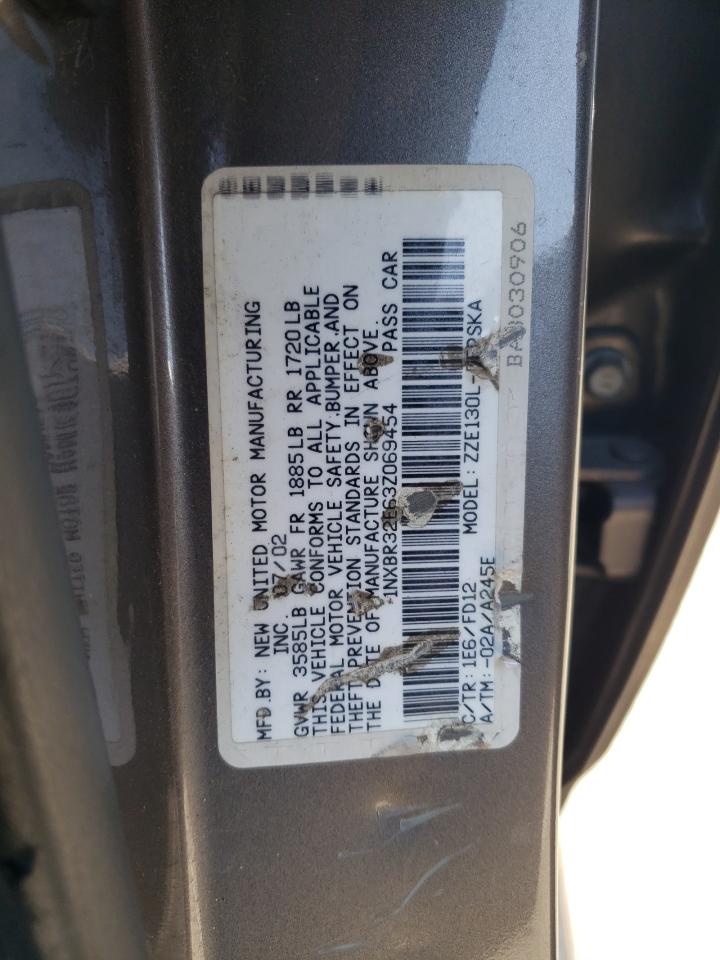 MFD.BY: NEW UNITED MOTOR MANUFACTURING
INC. 07/02
GVWR 3585LB GAWR FR 1885LB RR 1720LB
THIS VEHICLE CONFORMS TO ALL APPLICABLE
FEDERAL MOTOR VEHICLE SAFETY,BUMPER,AND
THEFT PREVENTION STANDARDS IN EFFECT ON
THE DATE OF MANUFACTURE SHOWN ABOVE.
1NXBR32E63Z069454 PASS CAR
C/TR: 1E6/FD12 MODEL:
A/TM: -02A/A245E